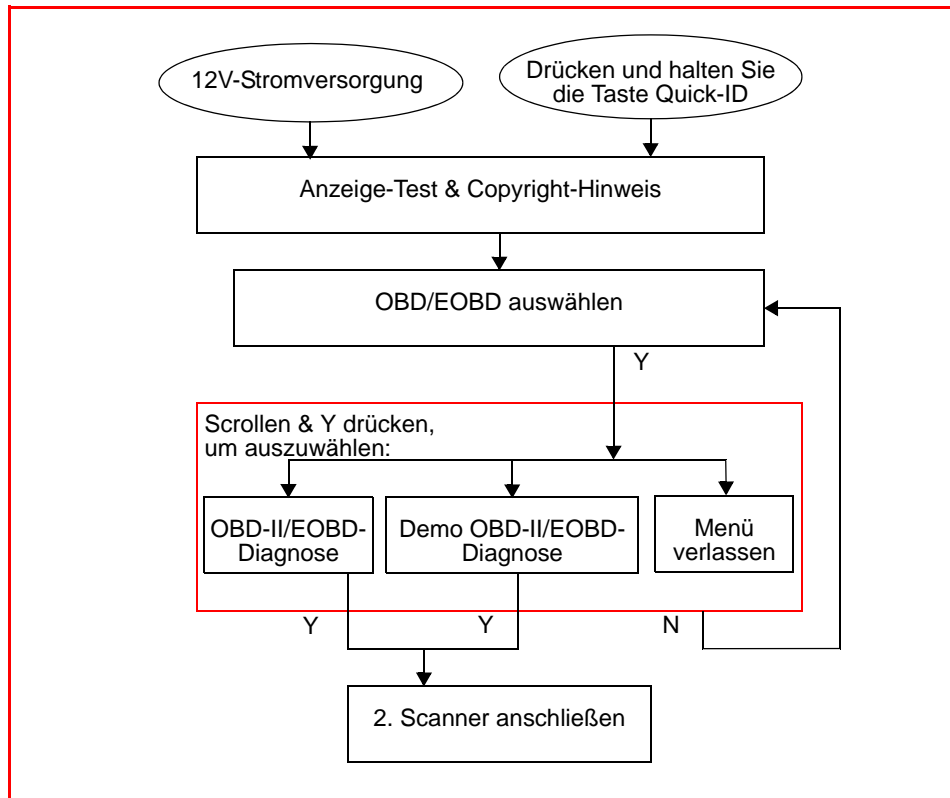 12V-Stromversorgung
Drücken und halten Sie
die Taste Quick-ID
Anzeige-Test & Copyright-Hinweis
OBD/EOBD auswählen
Y
Scrollen & Y drücken,
um auszuwählen:
OBD-II/EOBD-
Diagnose
Demo OBD-II/EOBD-
Diagnose
Menü
verlassen
Y
Y
N
2. Scanner anschließen